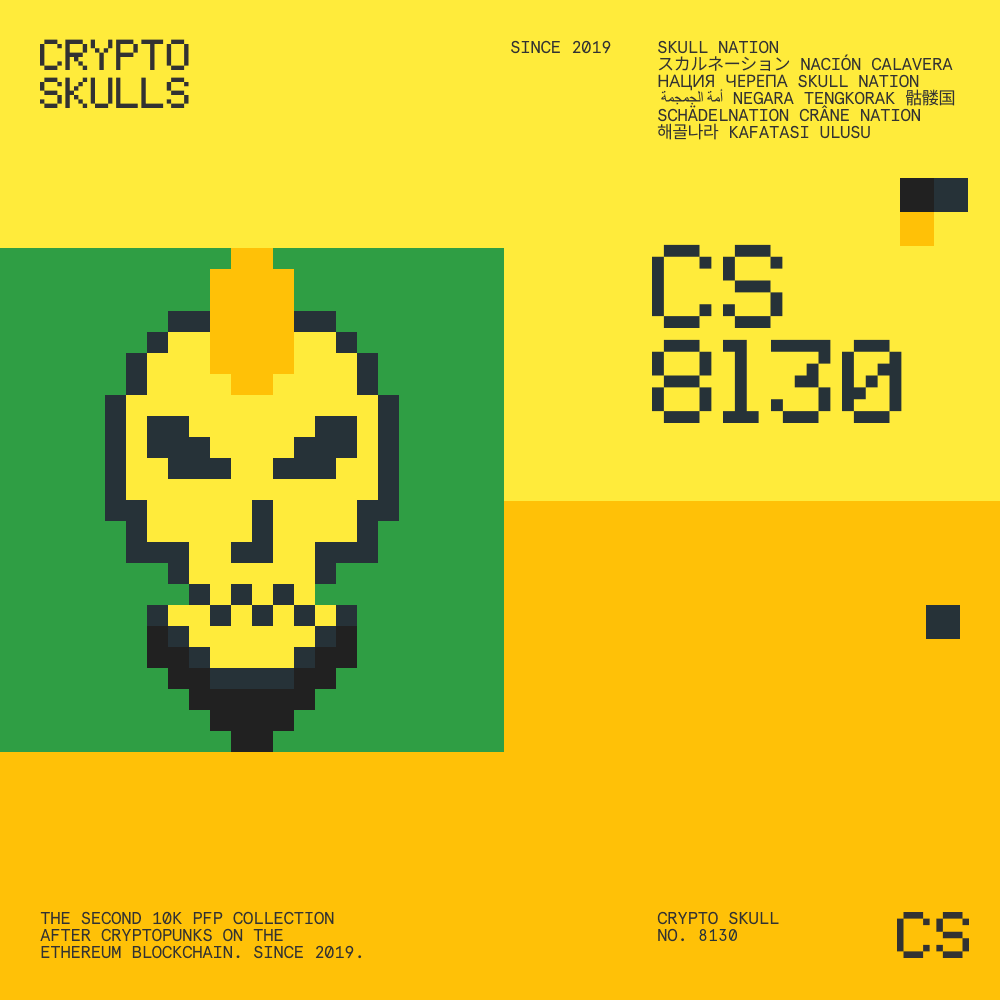 CRYPTO
SKULLS
SINCE 2019
SKULL NATION
スカルネーション NACIÓN CALAVERA
НАЦИЯ ЧЕРЕПА SKULL NATION
أمة الجمجمة NEGARA TENGKORAK 骷髅国
SCHÄDELNATION CRÂNE NATION
해골나라 KAFATASI ULUSU
CS
8130
THE SECOND 10K PFP COLLECTION
AFTER CRYPTOPUNKS ON THE
ETHEREUM BLOCKCHAIN. SINCE 2019.
CRYPTO SKULL
NO. 8130
CS